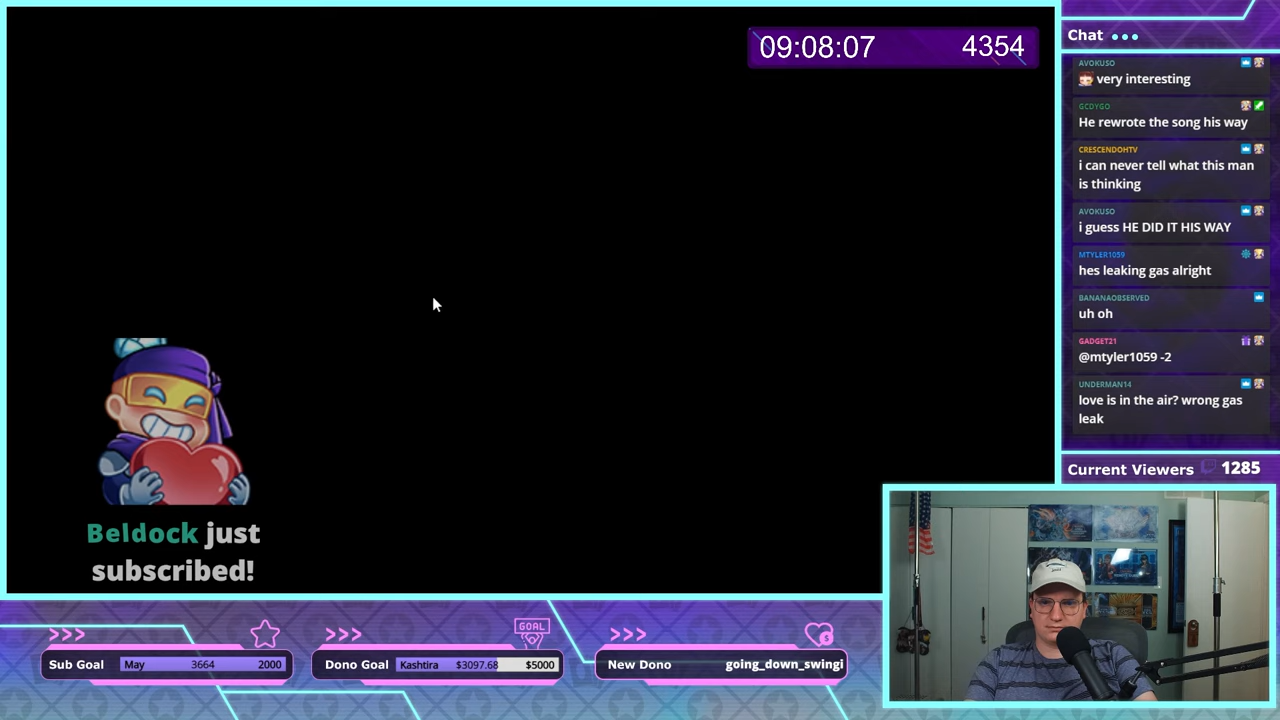 09:08:07 4354
Chat
AVOKUSO
very interesting
GCDYGO
He rewrote the song his way
CRESCENDOHTV
i can never tell what this man
is thinking
AVOKUSO
i guess HE DID IT HIS WAY
MTYLER1059
hes leaking gas alright
BANANAOBSERVED
uh oh
GADGET21
@mtyler1059 -2
UNDERMAN14
love is in the air? wrong gas
leak
Current Viewers 1285
Beldock just
subscribed!
>>>
Sub Goal May 3664 2000
>>> GOAL
Dono Goal Kashtira $3097.68 $5000
>>> $
New Dono going_down_swingi